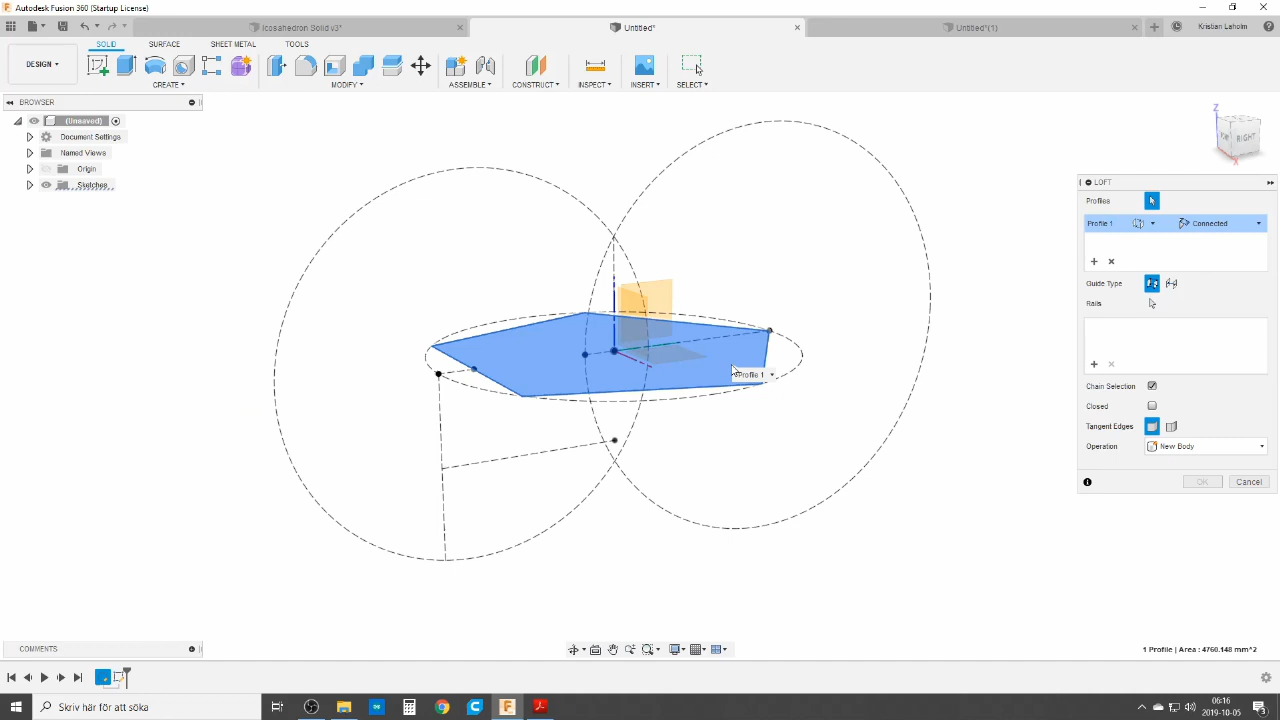 Autodesk Fusion 360 (Startup License)
Icosahedron Solid v3*
Untitled*
Untitled*(1)
Kristian Laholm
SOLID SURFACE SHEET METAL TOOLS
DESIGN
CREATE MODIFY ASSEMBLE CONSTRUCT INSPECT INSERT SELECT
BROWSER
(Unsaved)
Document Settings
Named Views
Origin
Sketches
Z
RIGHT
X
LOFT
Profiles
Profile 1 Connected
Guide Type
Rails
Chain Selection
Closed
Tangent Edges
Operation New Body
OK Cancel
Profile 1
COMMENTS
1 Profile | Area : 4760.148 mm^2
Skriv här för att söka
06:16
2019-10-05
3